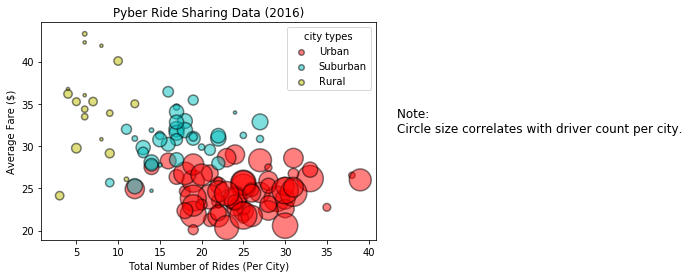 Pyber Ride Sharing Data (2016)
Average Fare ($)
40
35
30
25
20
5
10
15
20
25
30
35
40
Total Number of Rides (Per City)
city types
Urban
Suburban
Rural
Note:
Circle size correlates with driver count per city.